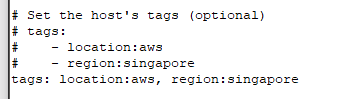 # Set the host's tags (optional)
# tags:
#    - location:aws
#    - region:singapore
tags: location:aws, region:singapore